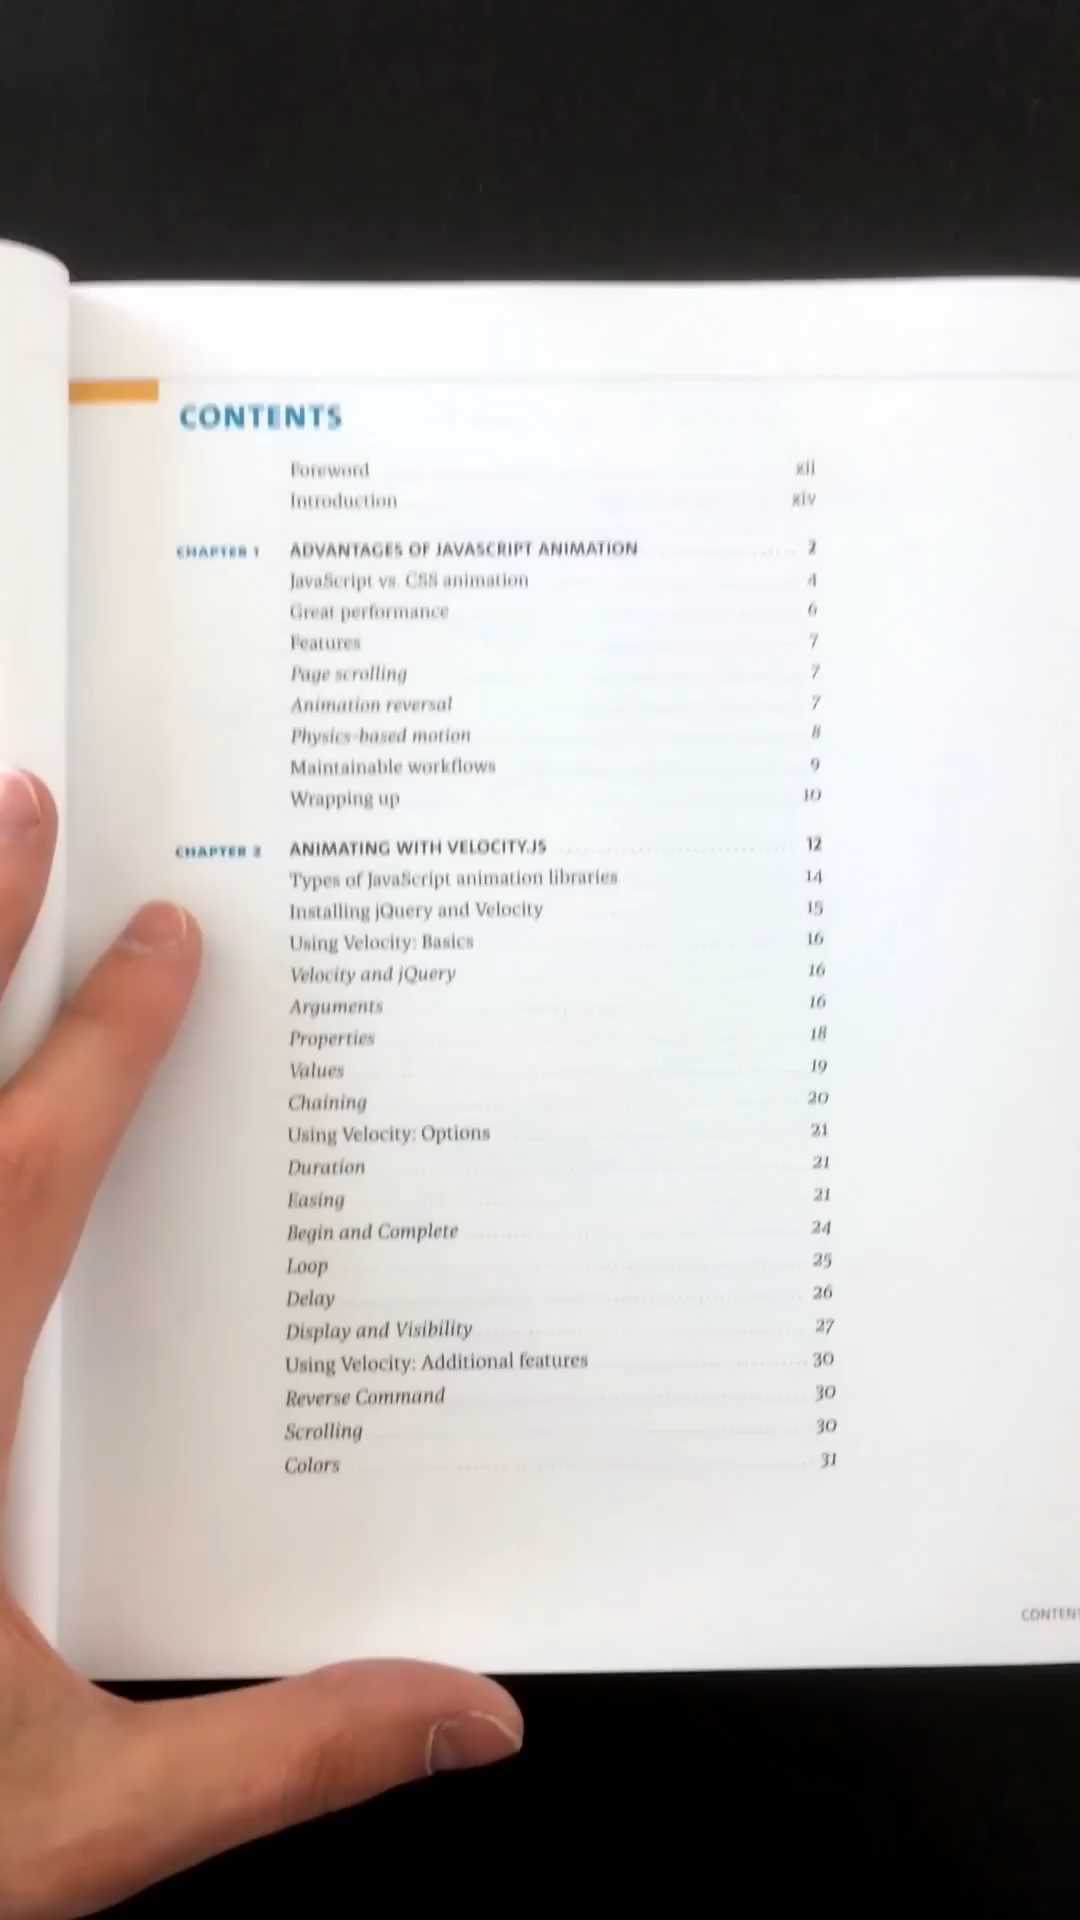 CONTENTS
Foreword xii
Introduction xiv
CHAPTER 1 ADVANTAGES OF JAVASCRIPT ANIMATION 2
JavaScript vs. CSS animation 4
Great performance 6
Features 7
Page scrolling 7
Animation reversal 7
Physics-based motion 8
Maintainable workflows 9
Wrapping up 10
CHAPTER 2 ANIMATING WITH VELOCITY.JS 12
Types of JavaScript animation libraries 14
Installing jQuery and Velocity 15
Using Velocity: Basics 16
Velocity and jQuery 16
Arguments 16
Properties 18
Values 19
Chaining 20
Using Velocity: Options 21
Duration 21
Easing 21
Begin and Complete 24
Loop 25
Delay 26
Display and Visibility 27
Using Velocity: Additional features 30
Reverse Command 30
Scrolling 30
Colors 31
CONTENT